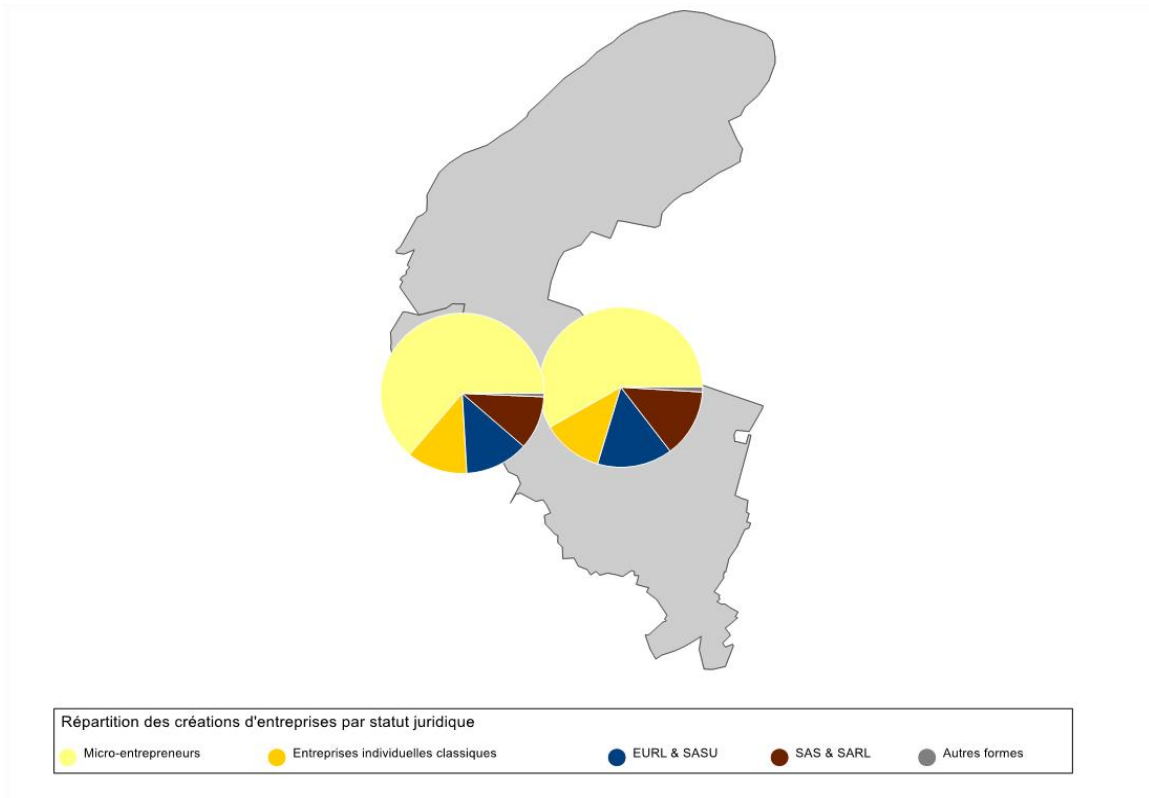 Répartition des créations d'entreprises par statut juridique
Micro-entrepreneurs Entreprises individuelles classiques EURL & SASU SAS & SARL Autres formes